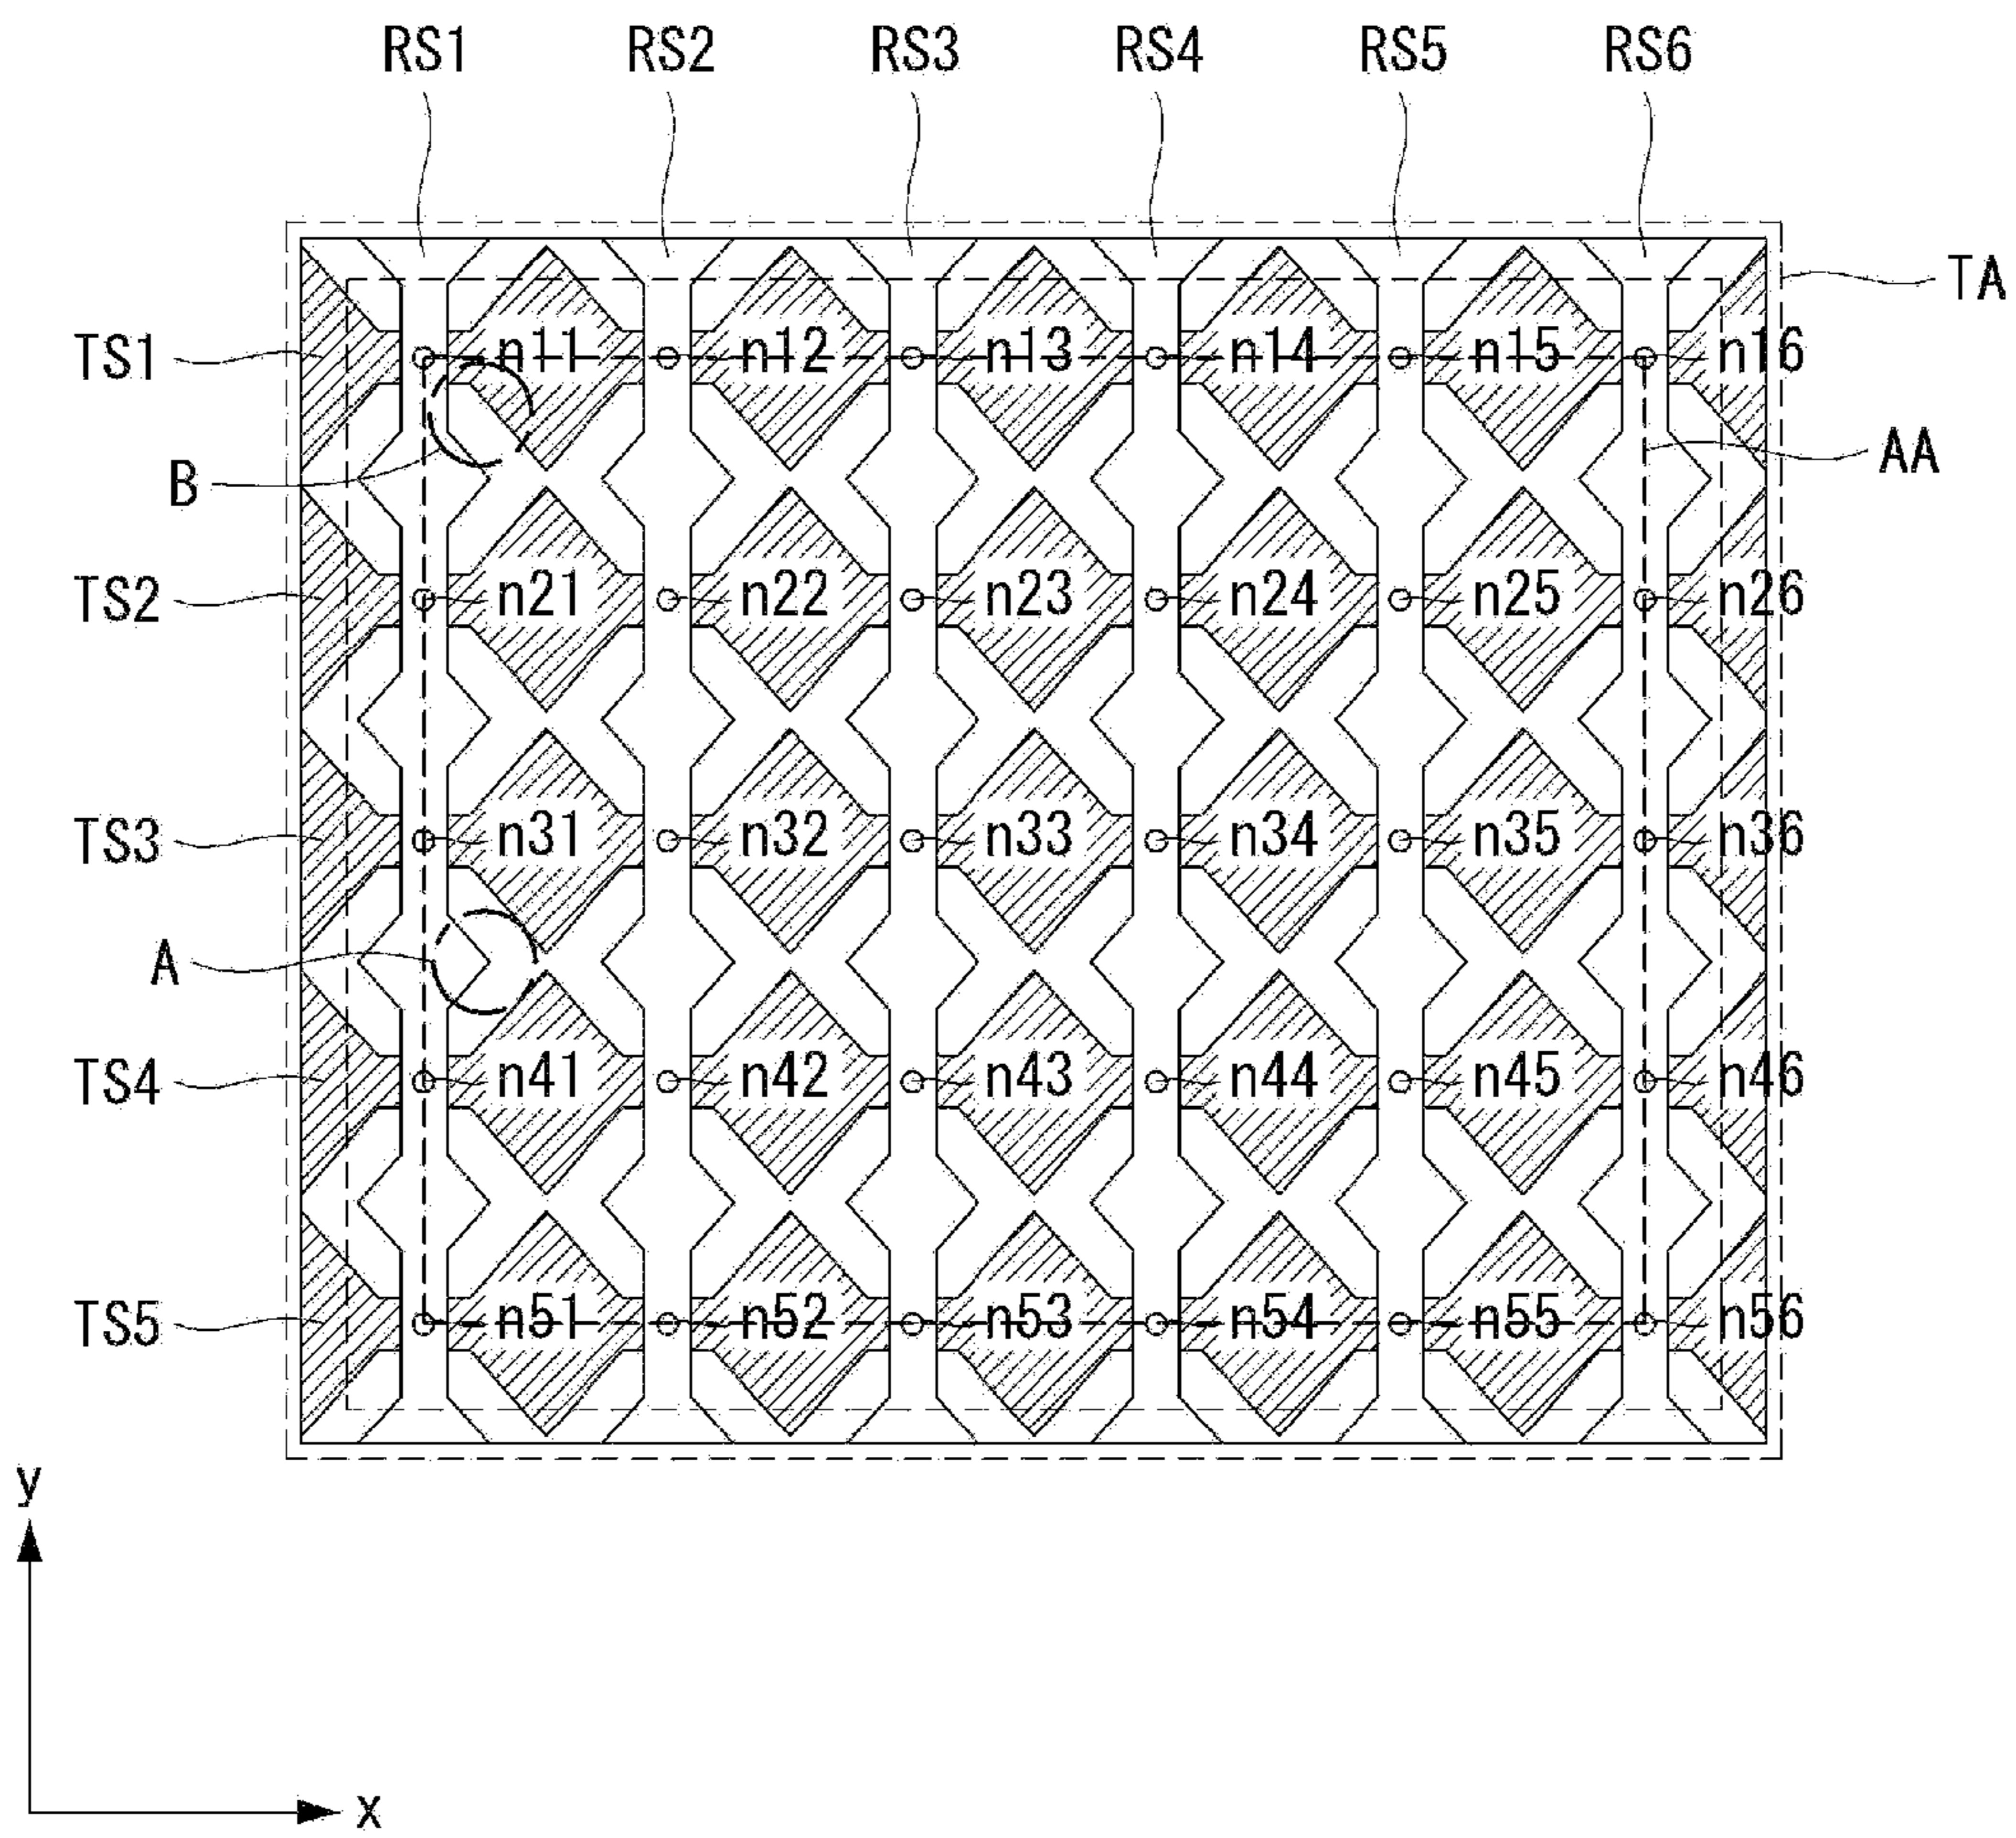 RS1 RS2 RS3 RS4 RS5 RS6
TA
TS1 n11 n12 n13 n14 n15 n16
AA
B
TS2 n21 n22 n23 n24 n25 n26
TS3 n31 n32 n33 n34 n35 n36
A
TS4 n41 n42 n43 n44 n45 n46
TS5 n51 n52 n53 n54 n55 n56
y
x